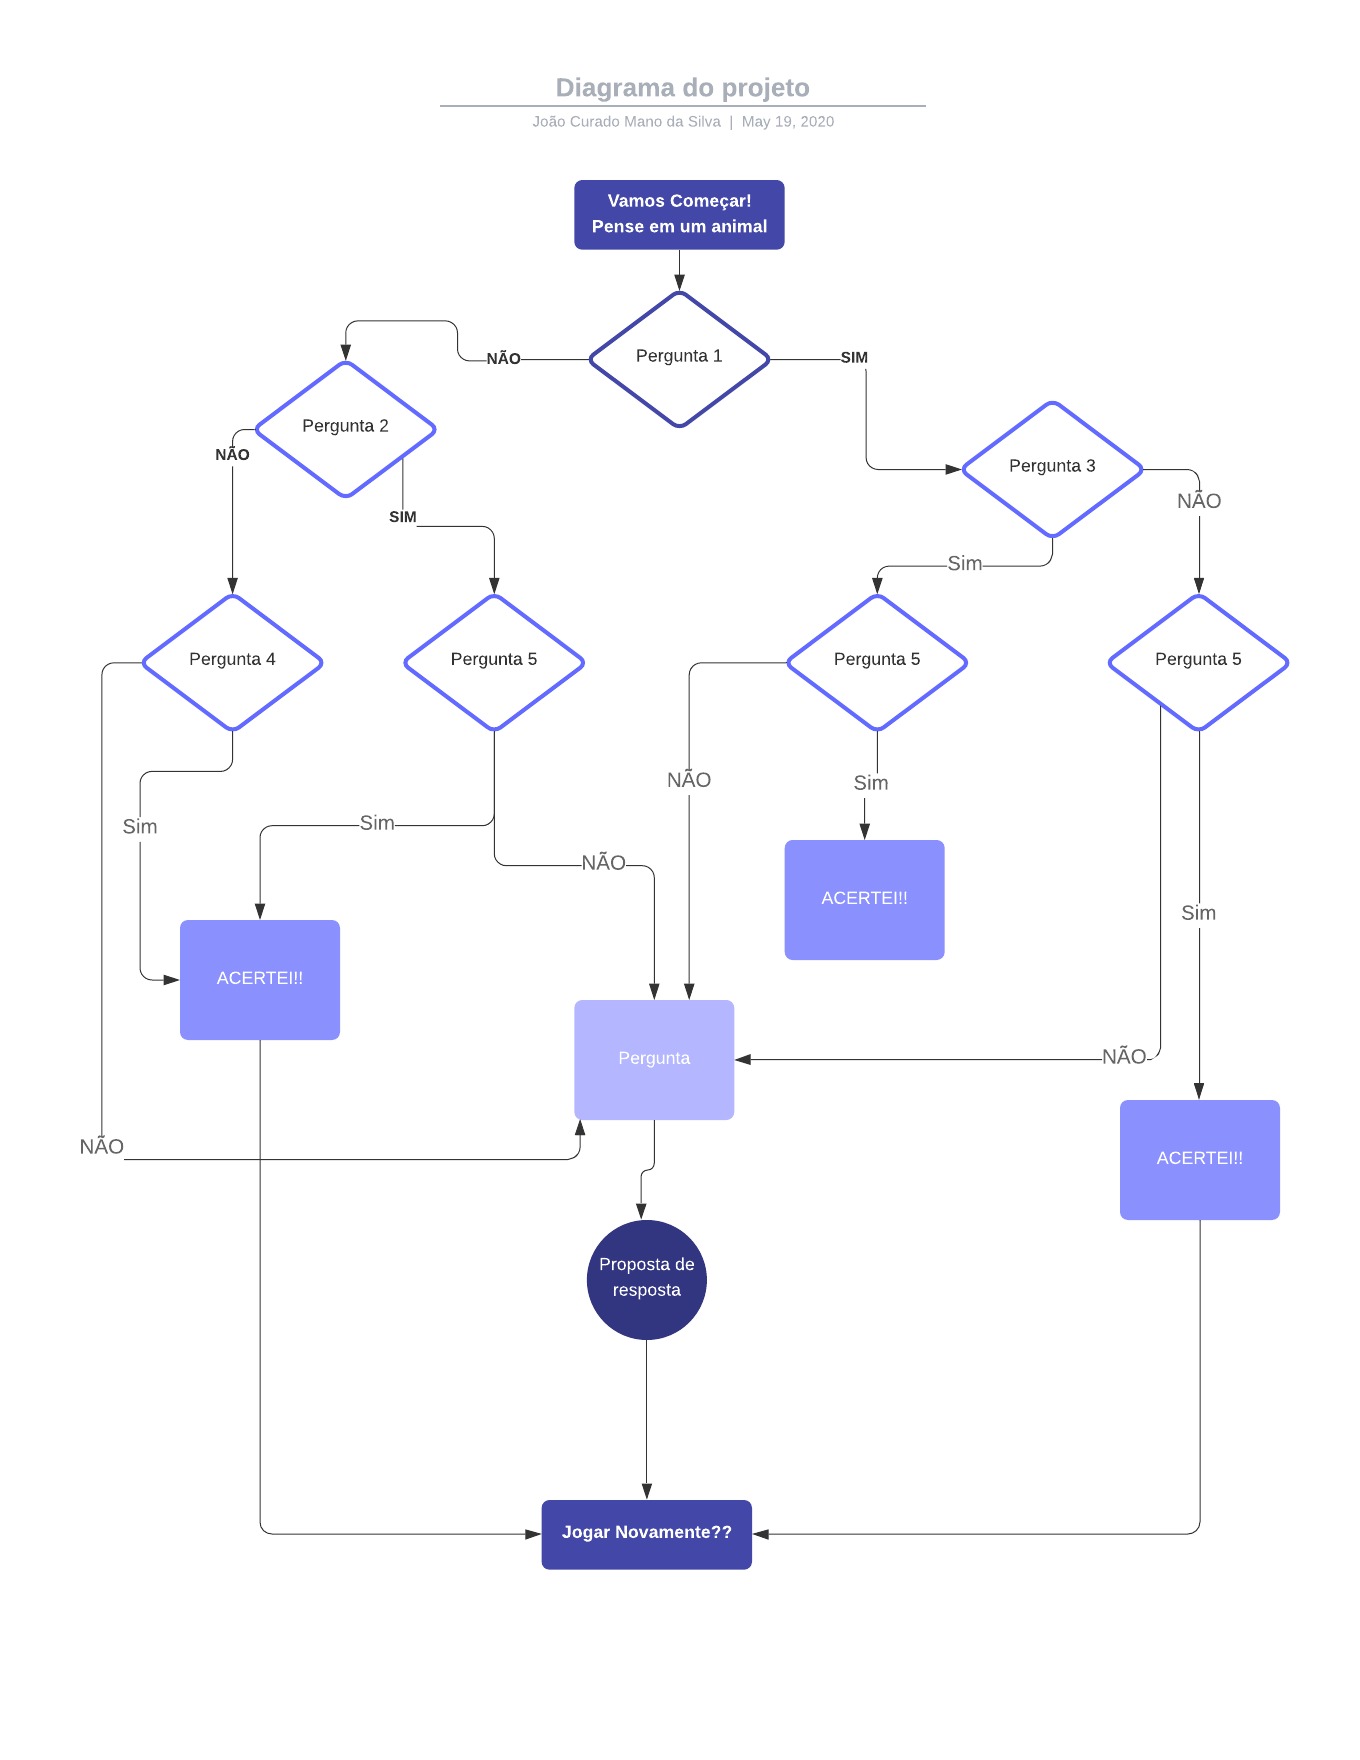 Diagrama do projeto
João Curado Mano da Silva | May 19, 2020
Vamos Começar!
Pense em um animal
Pergunta 1
NÃO
SIM
Pergunta 2
Pergunta 3
NÃO
SIM
NÃO
Sim
Pergunta 4
Pergunta 5
Pergunta 5
Pergunta 5
NÃO
Sim
Sim
Sim
NÃO
ACERTEI!!
Sim
ACERTEI!!
Pergunta
NÃO
NÃO
ACERTEI!!
Proposta de
resposta
Jogar Novamente??